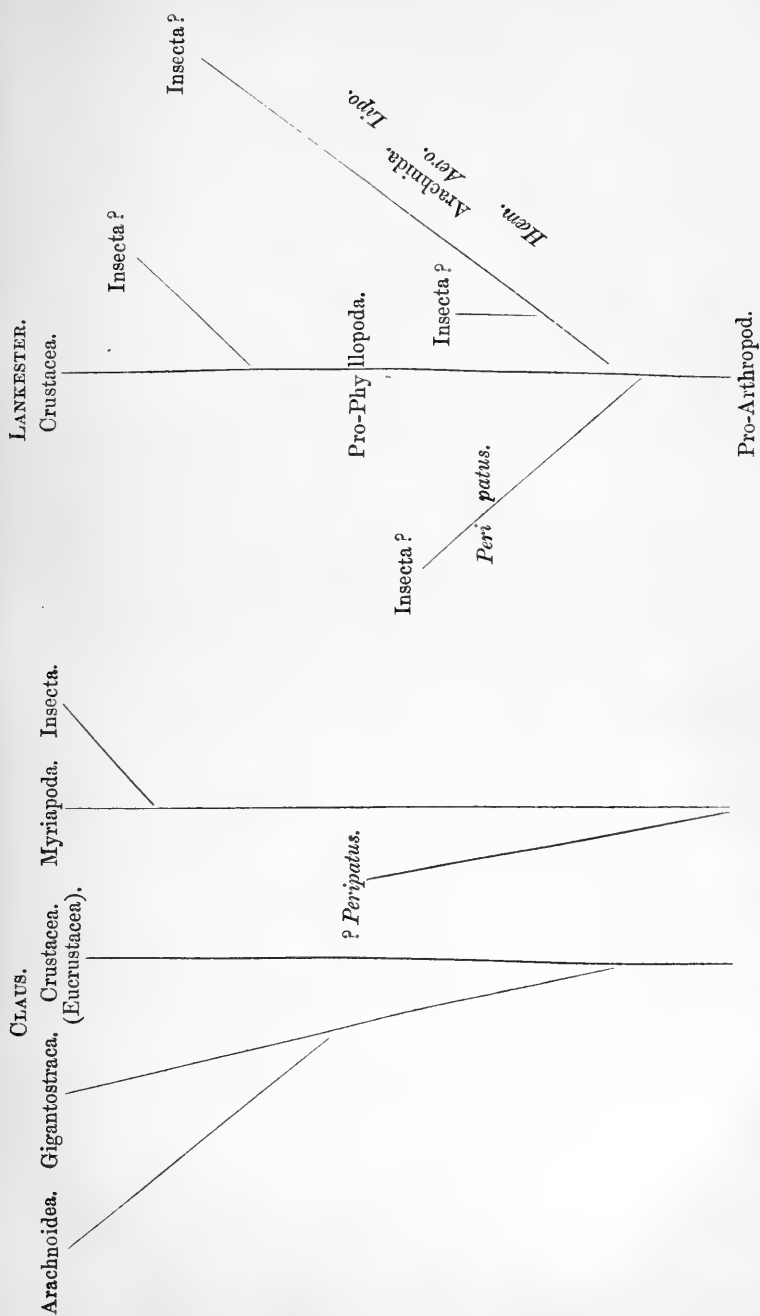 CLAUS.
Arachnoidea. Gigantostraca. Crustacea. Myriapoda. Insecta.
(Eucrustacea).
? Peripatus.
LANKESTER.
Crustacea.
Insecta?
Insecta?
Insecta?
Insecta?
Pro-Phyllopoda.
Peripatus.
Hæm.
Arachnida.
Aero.
Lipo.
Pro-Arthropod.